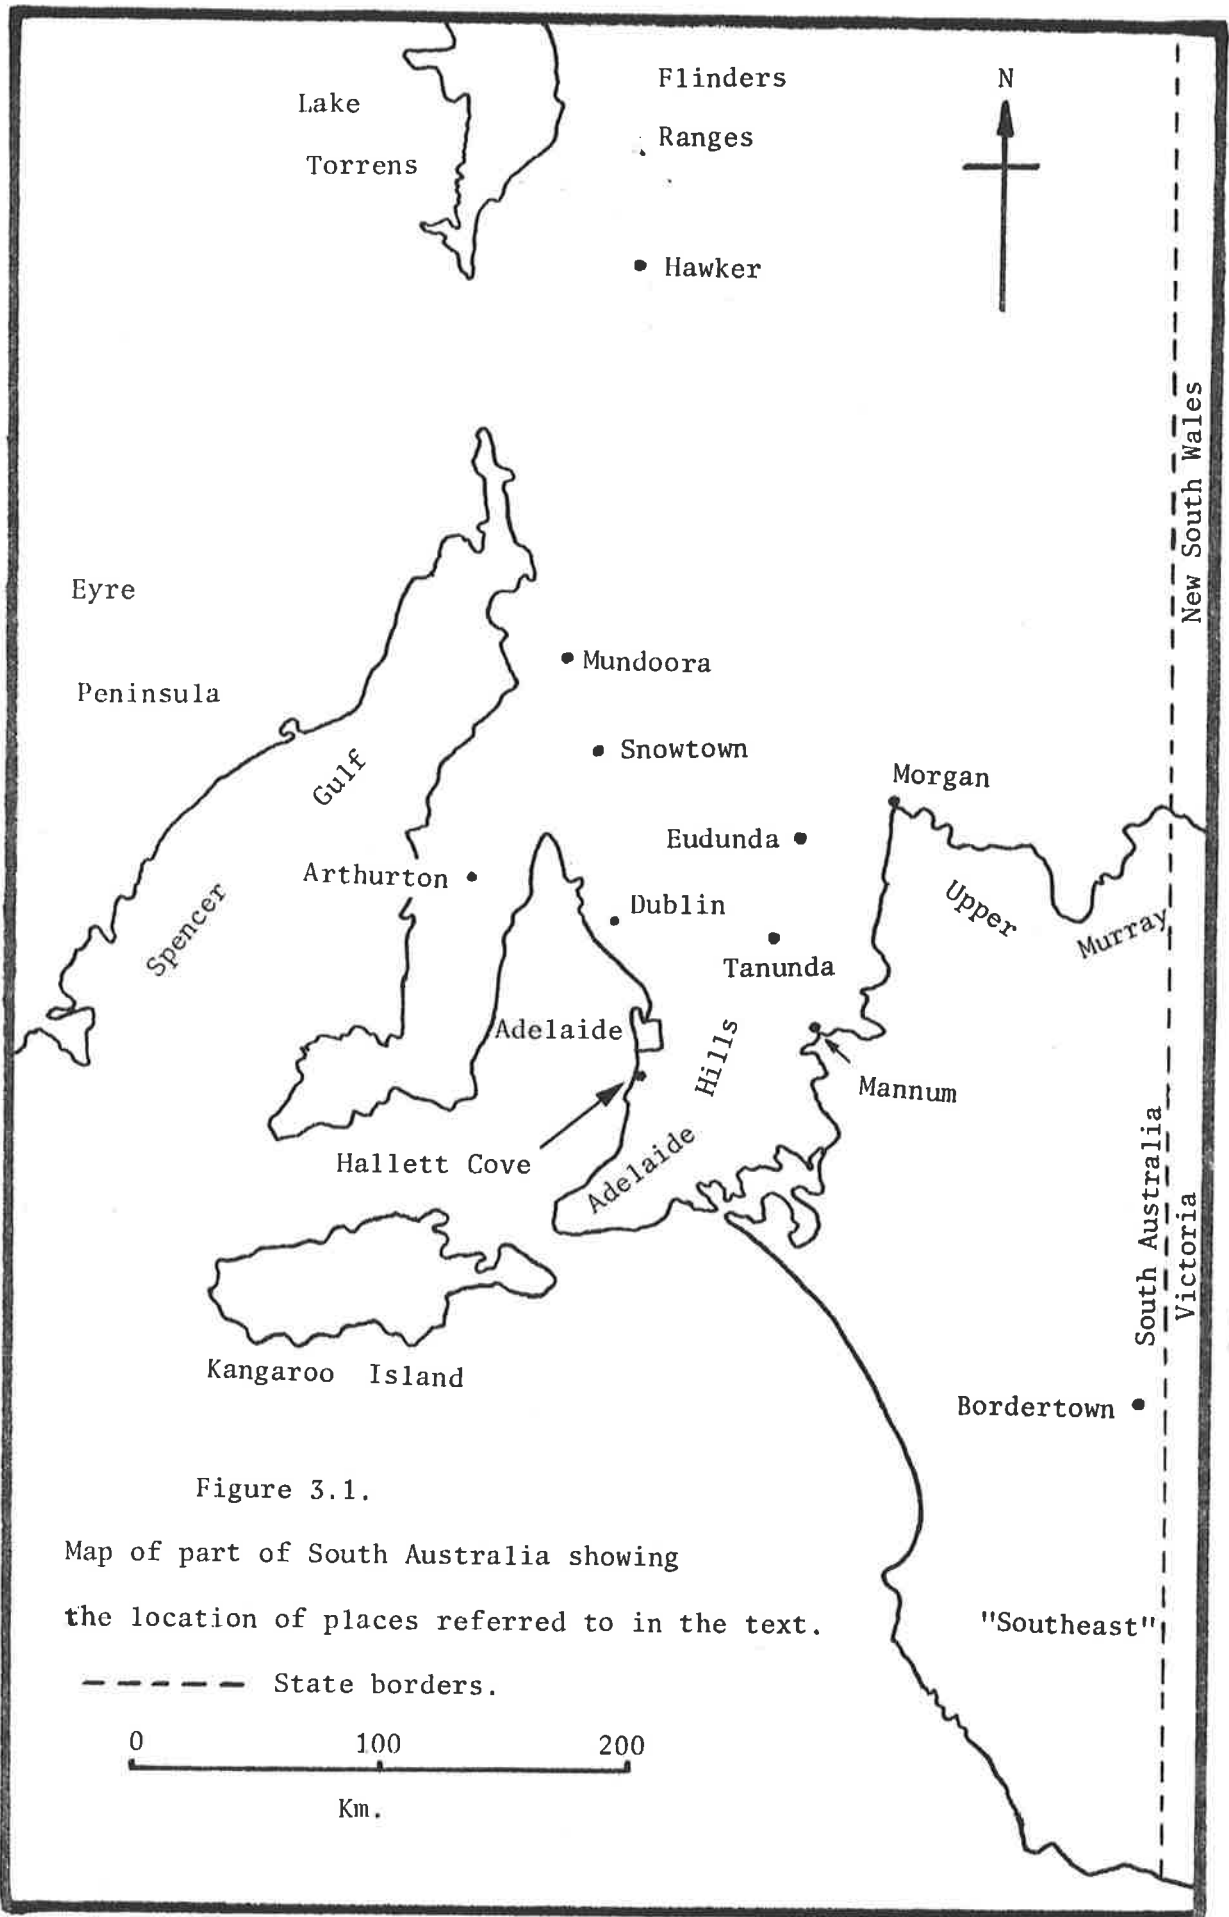 Flinders
Ranges
N
Lake
Torrens
Hawker
New South Wales
Eyre
Peninsula
Mundoora
Snowtown
Gulf
Spencer
Morgan
Eudunda
Arthurton
Dublin
Upper
Murray
Tanunda
Adelaide
Hills
Adelaide
Mannum
Hallett Cove
South Australia
Victoria
Kangaroo Island
Bordertown
Figure 3.1.
Map of part of South Australia showing
the location of places referred to in the text.
"Southeast"
State borders.
0 100 200
Km.